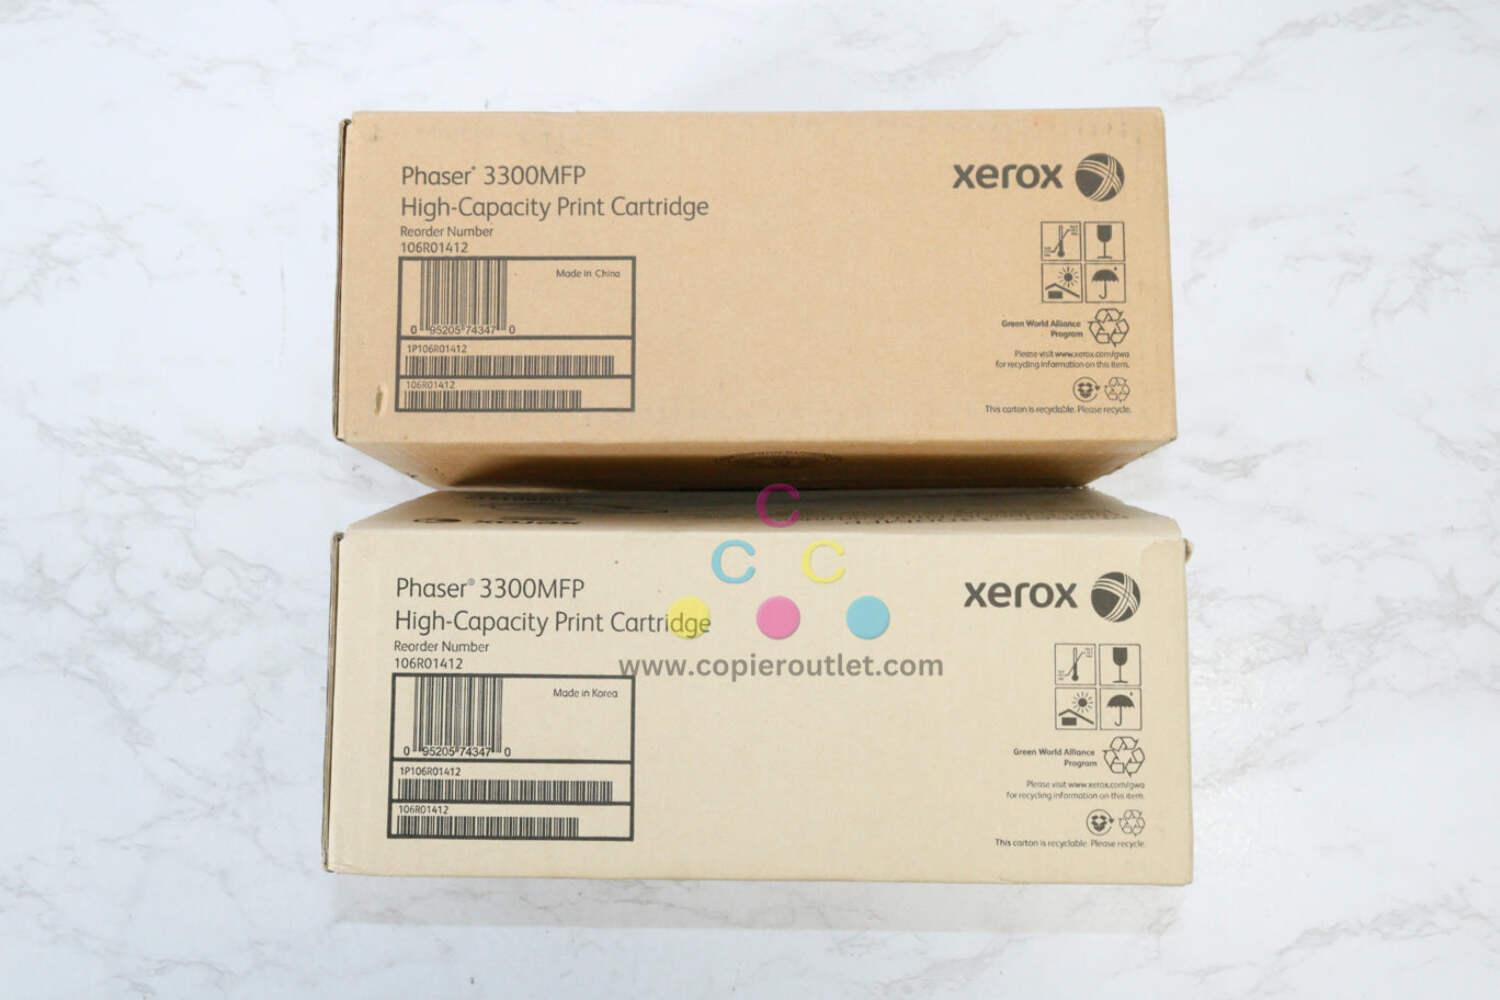 Phaser® 3300MFP
High-Capacity Print Cartridge
Reorder Number
106R01412
Made in China
0 95205 74347 0
1P106R01412
106R01412
xerox
Green World Alliance
Program
Please visit www.xerox.com/gwa
for recycling information on this item.
This carton is recyclable. Please recycle.
xerox
C
C C
Phaser® 3300MFP
High-Capacity Print Cartridge
Reorder Number
106R01412
Made in Korea
0 95205 74347 0
1P106R01412
106R01412
www.copieroutlet.com
xerox
Green World Alliance
Program
Please visit www.xerox.com/gwa
for recycling information on this item.
This carton is recyclable. Please recycle.